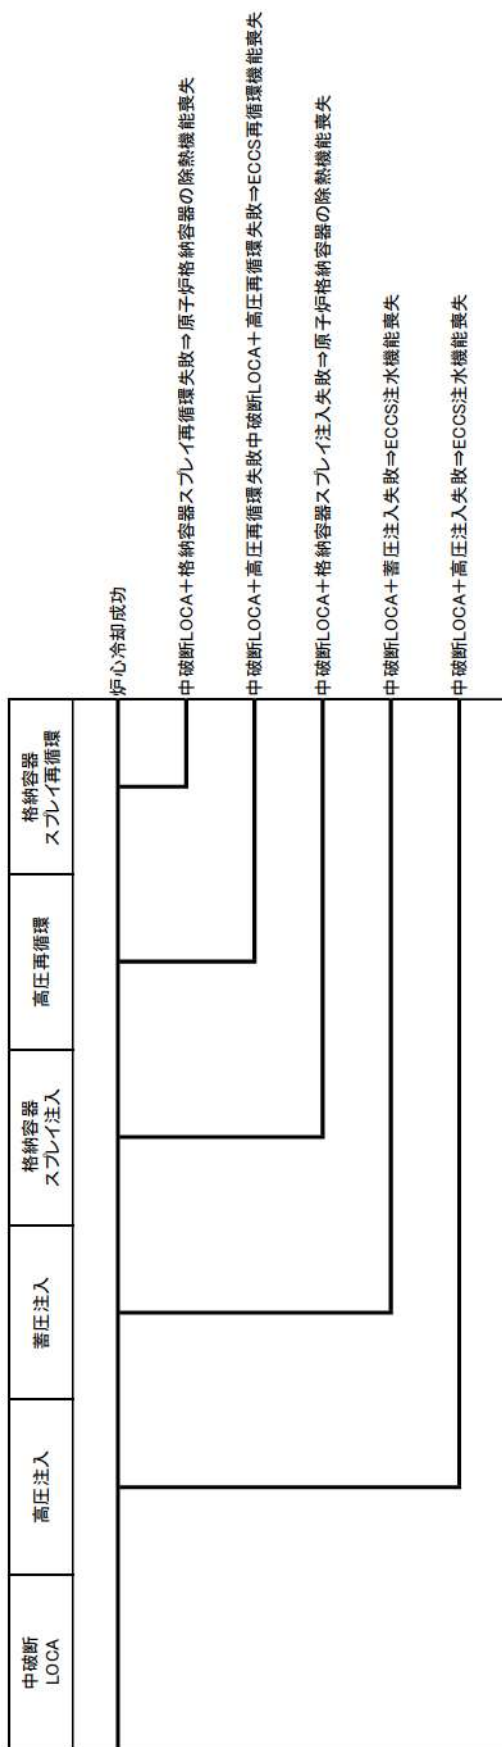 中破断
LOCA
高圧注入
蓄圧注入
格納容器
スプレイ注入
高圧再循環
格納容器
スプレイ再循環
炉心冷却成功
中破断LOCA+格納容器スプレイ再循環失敗⇒原子炉格納容器の除熱機能喪失
中破断LOCA+高圧再循環失敗中破断LOCA+高圧再循環失敗⇒ECCS再循環機能喪失
中破断LOCA+格納容器スプレイ注入失敗⇒原子炉格納容器の除熱機能喪失
中破断LOCA+蓄圧注入失敗⇒ECCS注水機能喪失
中破断LOCA+高圧注入失敗⇒ECCS注水機能喪失